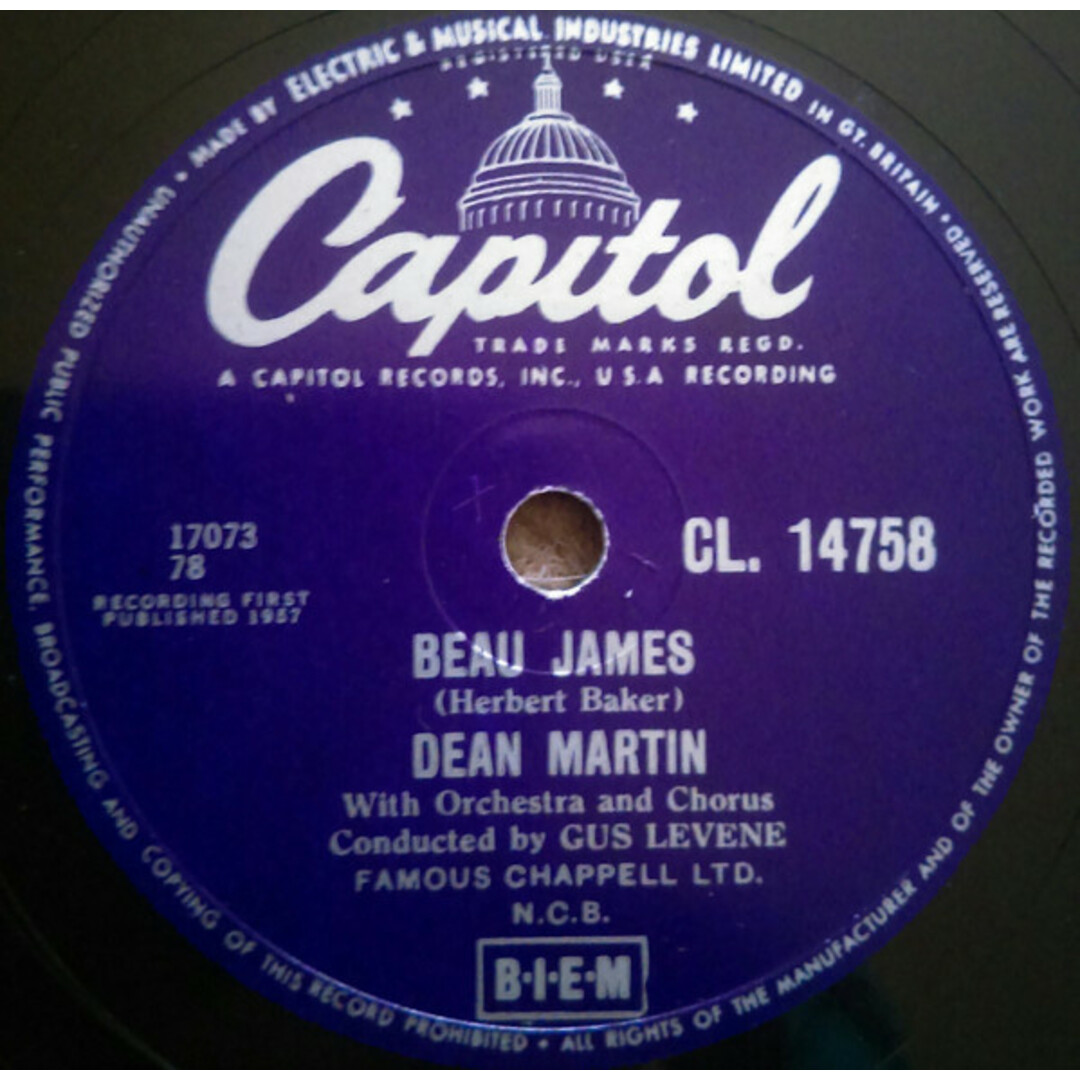 MADE BY ELECTRIC & MUSICAL INDUSTRIES LIMITED IN GT. BRITAIN • ALL RIGHTS OF THE MANUFACTURER AND OF THE OWNER OF THE RECORDED WORK ARE RESERVED •
UNAUTHORIZED PUBLIC PERFORMANCE, BROADCASTING AND COPYING OF THIS RECORD PROHIBITED •
REGISTERED USER
Capitol
TRADE MARKS REGD.
A CAPITOL RECORDS, INC., U.S.A RECORDING
17073
78
CL. 14758
RECORDING FIRST
PUBLISHED 1957
BEAU JAMES
(Herbert Baker)
DEAN MARTIN
With Orchestra and Chorus
Conducted by GUS LEVENE
FAMOUS CHAPPELL LTD.
N.C.B.
B·I·E·M